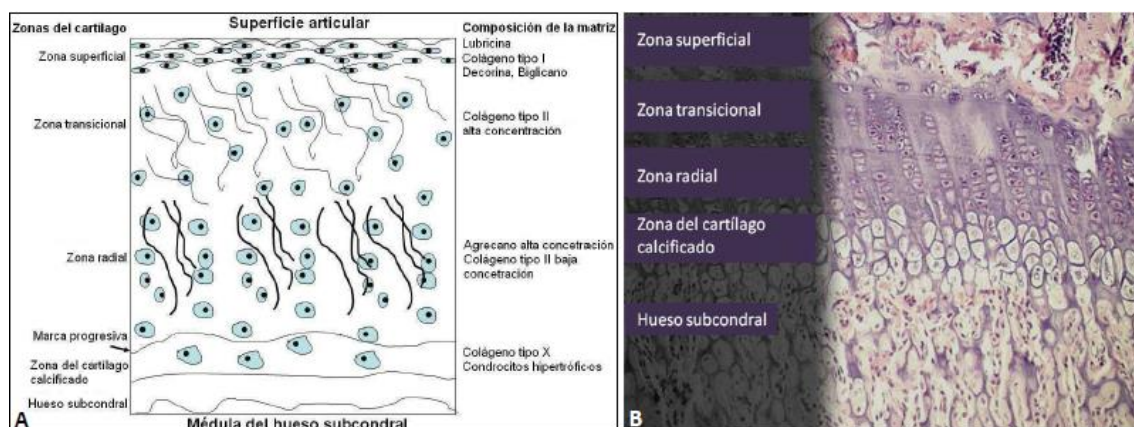 Superficie articular
Zonas del cartílago
Zona superficial
Zona transicional
Zona radial
Marca progresiva
Zona del cartílago
calcificado
Hueso subcondral
Composición de la matriz
Lubricina
Colágeno tipo I
Decorina, Biglicano
Colágeno tipo II
alta concentración
Agrecano alta concetración
Colágeno tipo II baja
concetración
Colágeno tipo X
Condrocitos hipertróficos
Médula del hueso subcondral
A
Zona superficial
Zona transicional
Zona radial
Zona del cartílago
calcificado
Hueso subcondral
B